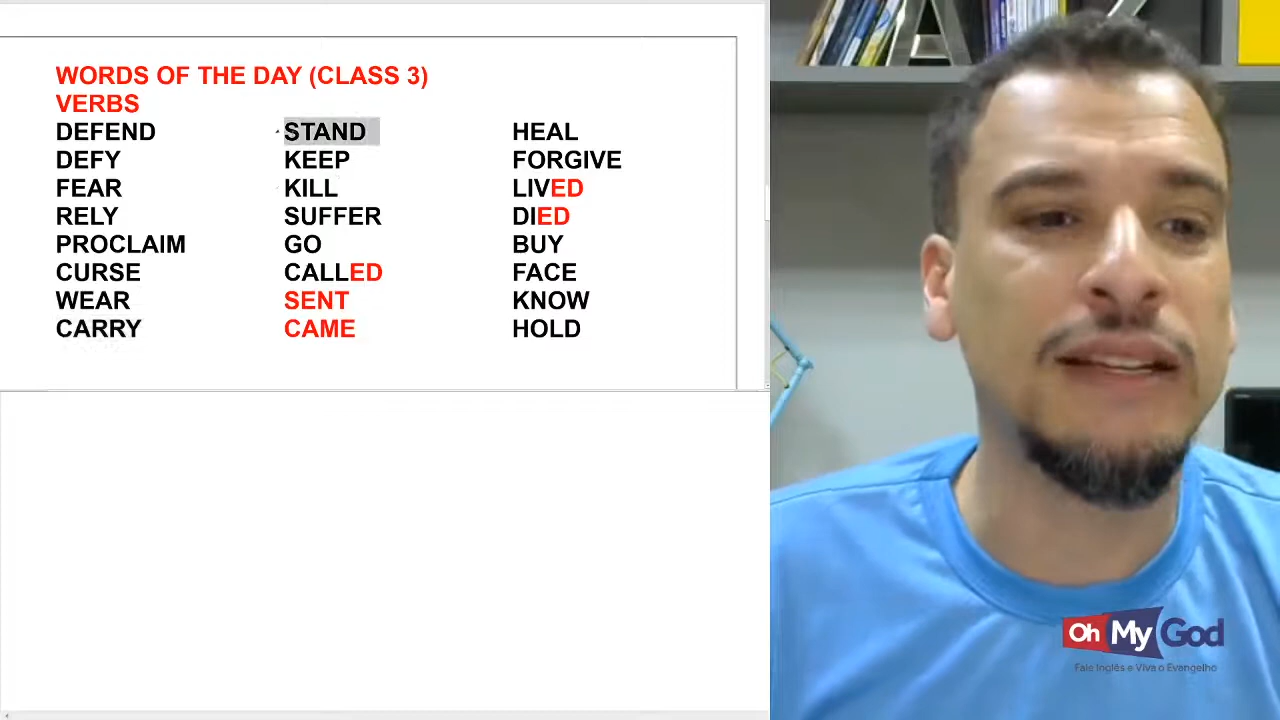 WORDS OF THE DAY (CLASS 3)
VERBS
DEFEND STAND HEAL
DEFY KEEP FORGIVE
FEAR KILL LIVED
RELY SUFFER DIED
PROCLAIM GO BUY
CURSE CALLED FACE
WEAR SENT KNOW
CARRY CAME HOLD
Oh My God
Fale Inglês e Viva o Evangelho